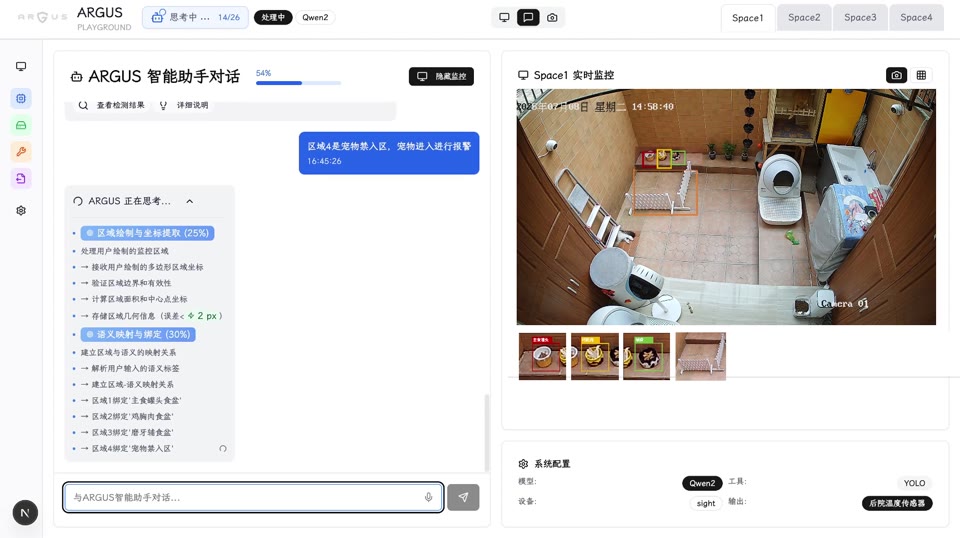 ARGUS
ARGUS
PLAYGROUND
思考中 ...
14/26
处理中
Qwen2
Space1
Space2
Space3
Space4
ARGUS 智能助手对话
54%
隐藏监控
查看检测结果
详细说明
区域4是宠物禁入区，宠物进入进行报警
16:45:26
ARGUS 正在思考...
区域绘制与坐标提取 (25%)
处理用户绘制的监控区域
→ 接收用户绘制的多边形区域坐标
→ 验证区域边界和有效性
→ 计算区域面积和中心点坐标
→ 存储区域几何信息（误差< 2 px ）
语义映射与绑定 (30%)
建立区域与语义的映射关系
→ 解析用户输入的语义标签
→ 建立区域-语义映射关系
→ 区域1绑定'主食罐头食盆'
→ 区域2绑定'鸡胸肉食盆'
→ 区域3绑定'磨牙辅食盆'
→ 区域4绑定'宠物禁入区'
与ARGUS智能助手对话...
N
Space1 实时监控
星期二 14:58:40
Camera 01
系统配置
模型:
Qwen2
工具:
YOLO
设备:
sight
输出:
后院温度传感器